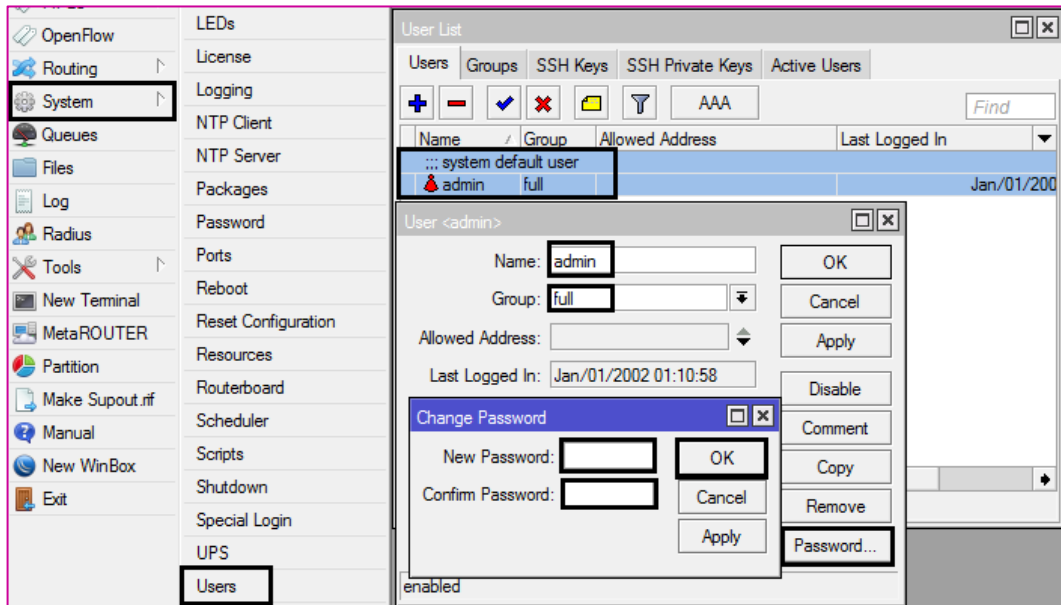 OpenFlow
Routing
System
Queues
Files
Log
Radius
Tools
New Terminal
MetaROUTER
Partition
Make Supout.rif
Manual
New WinBox
Exit
LEDs
License
Logging
NTP Client
NTP Server
Packages
Password
Ports
Reboot
Reset Configuration
Resources
Routerboard
Scheduler
Scripts
Shutdown
Special Login
UPS
Users
User List
Users Groups SSH Keys SSH Private Keys Active Users
AAA Find
Name Group Allowed Address Last Logged In
;;; system default user
admin full Jan/01/200
User <admin>
Name: admin OK
Group: full Cancel
Allowed Address: Apply
Last Logged In: Jan/01/2002 01:10:58
Disable
Comment
Copy
Remove
Password...
Change Password
New Password: OK
Confirm Password: Cancel
Apply
enabled